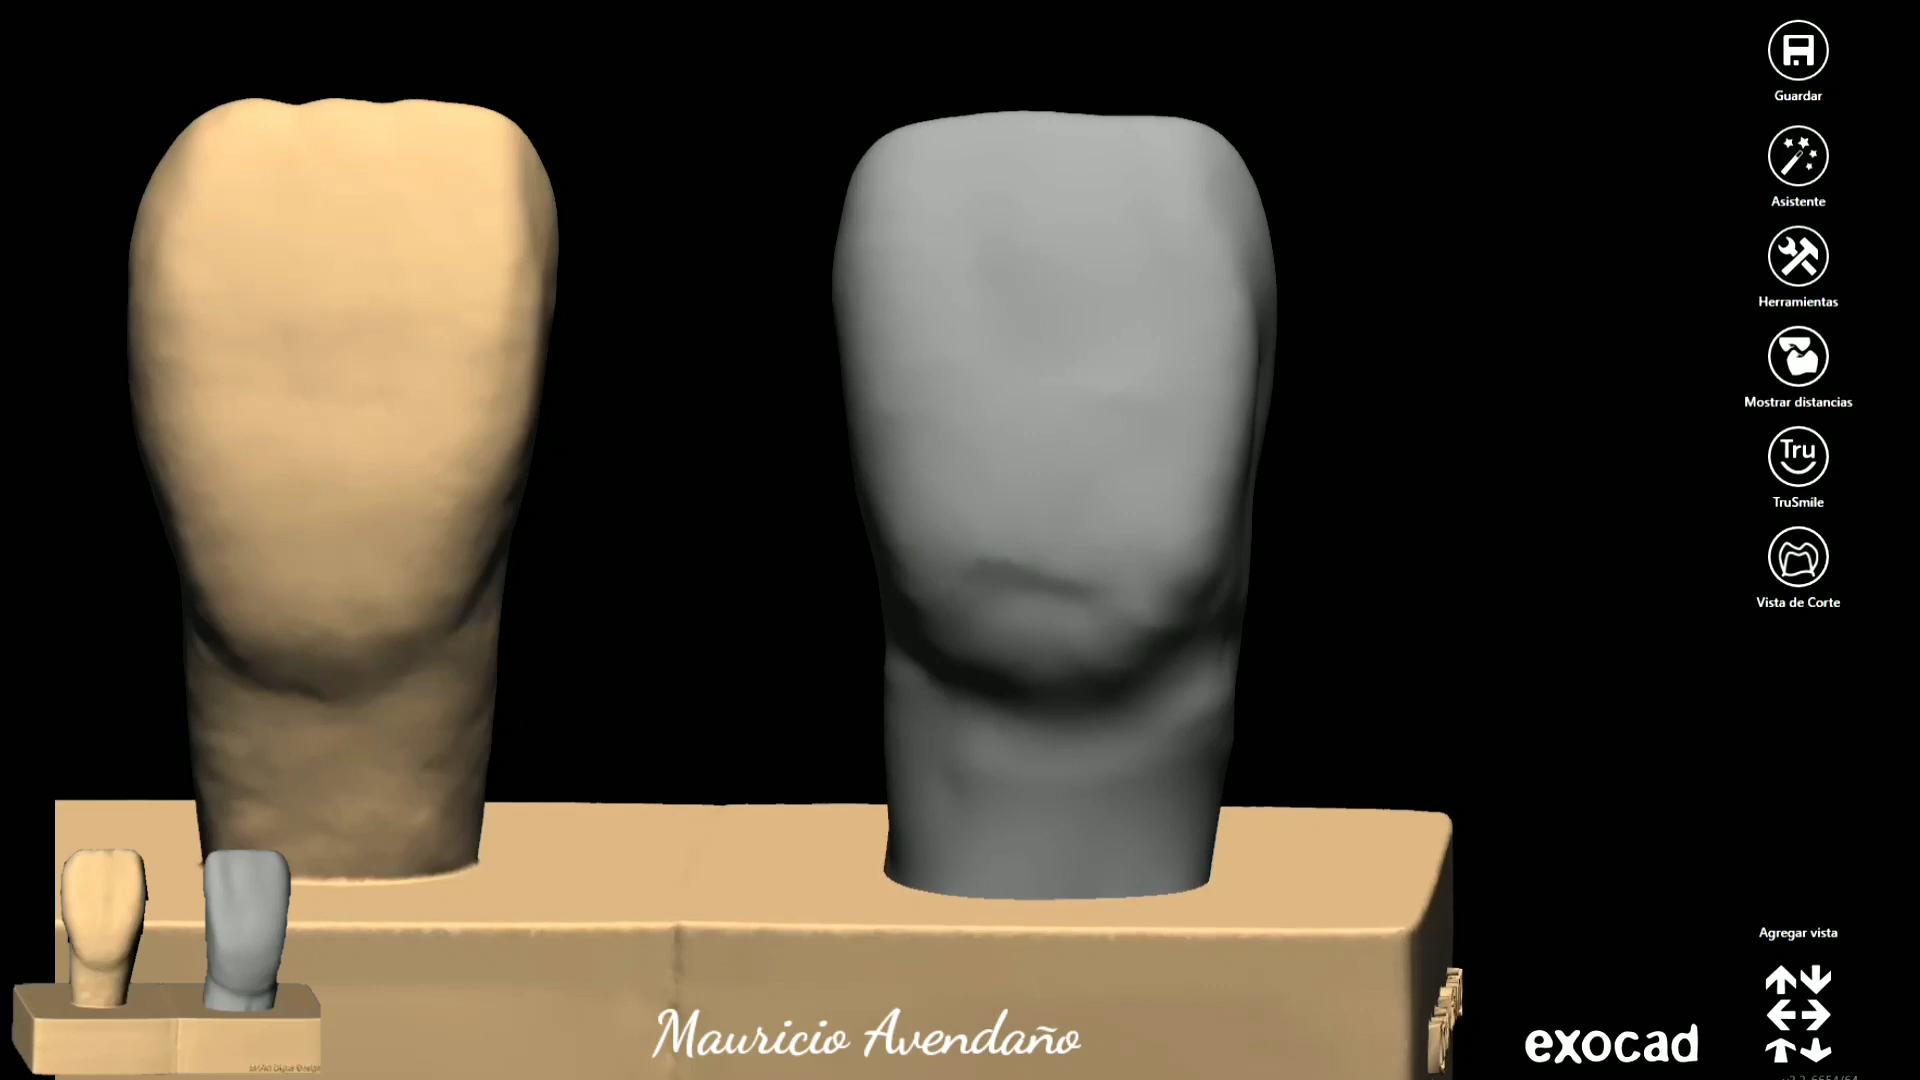 Guardar
Asistente
Herramientas
Mostrar distancias
Tru
TruSmile
Vista de Corte
Agregar vista
Mauricio Avendaño
exocad